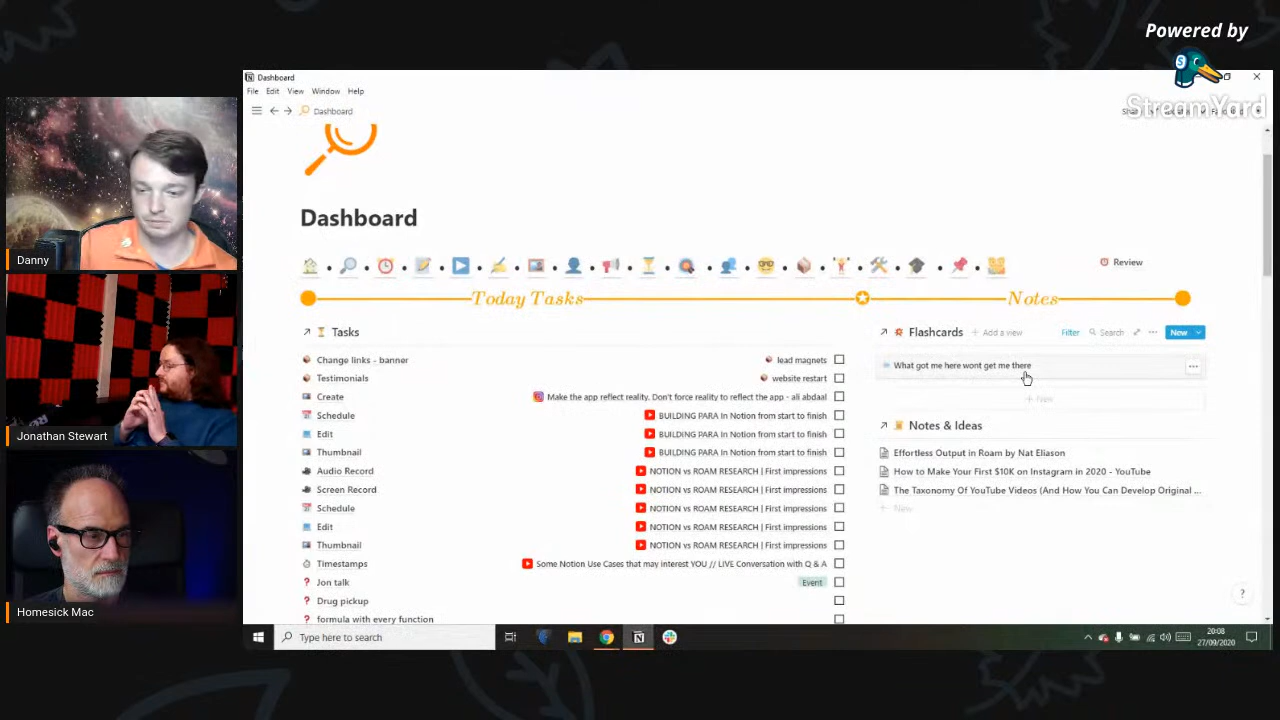 Powered by
StreamYard
Dashboard
File Edit View Window Help
Dashboard
Dashboard
Review
Today Tasks
Notes
Tasks
Change links - banner lead magnets
Testimonials website restart
Create Make the app reflect reality. Don't force reality to reflect the app - ali abdaal
Schedule BUILDING PARA In Notion from start to finish
Edit BUILDING PARA In Notion from start to finish
Thumbnail BUILDING PARA In Notion from start to finish
Audio Record NOTION vs ROAM RESEARCH | First impressions
Screen Record NOTION vs ROAM RESEARCH | First impressions
Schedule NOTION vs ROAM RESEARCH | First impressions
Edit NOTION vs ROAM RESEARCH | First impressions
Thumbnail NOTION vs ROAM RESEARCH | First impressions
Timestamps Some Notion Use Cases that may interest YOU // LIVE Conversation with Q & A
Jon talk Event
Drug pickup
formula with every function
Flashcards + Add a view Filter Search ... New
What got me here wont get me there
+ New
Notes & Ideas
Effortless Output in Roam by Nat Eliason
How to Make Your First $10K on Instagram in 2020 - YouTube
The Taxonomy Of YouTube Videos (And How You Can Develop Original ...
+ New
?
Type here to search
20:08
27/09/2020
Danny
Jonathan Stewart
Homesick Mac